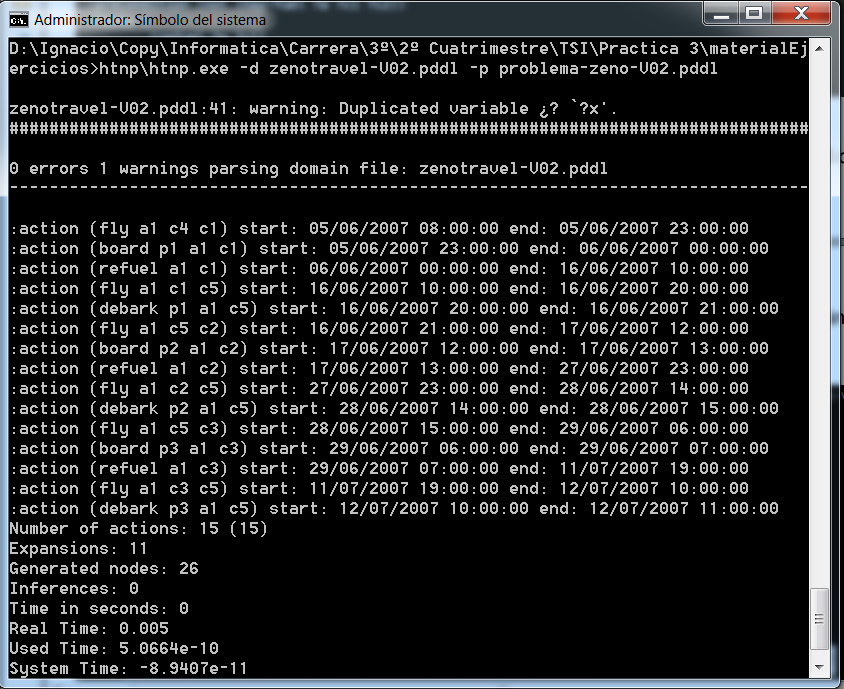 Administrador: Símbolo del sistema
D:\Ignacio\Copy\Informatica\Carrera\3º\2º Cuatrimestre\TSI\Practica 3\materialEj
ercicios>htnp\htnp.exe -d zenotravel-V02.pddl -p problema-zeno-V02.pddl
zenotravel-V02.pddl:41: warning: Duplicated variable ¿? `?x'.
################################################################################
0 errors 1 warnings parsing domain file: zenotravel-V02.pddl
--------------------------------------------------------------------------------
:action (fly a1 c4 c1) start: 05/06/2007 08:00:00 end: 05/06/2007 23:00:00
:action (board p1 a1 c1) start: 05/06/2007 23:00:00 end: 06/06/2007 00:00:00
:action (refuel a1 c1) start: 06/06/2007 00:00:00 end: 16/06/2007 10:00:00
:action (fly a1 c1 c5) start: 16/06/2007 10:00:00 end: 16/06/2007 20:00:00
:action (debark p1 a1 c5) start: 16/06/2007 20:00:00 end: 16/06/2007 21:00:00
:action (fly a1 c5 c2) start: 16/06/2007 21:00:00 end: 17/06/2007 12:00:00
:action (board p2 a1 c2) start: 17/06/2007 12:00:00 end: 17/06/2007 13:00:00
:action (refuel a1 c2) start: 17/06/2007 13:00:00 end: 27/06/2007 23:00:00
:action (fly a1 c2 c5) start: 27/06/2007 23:00:00 end: 28/06/2007 14:00:00
:action (debark p2 a1 c5) start: 28/06/2007 14:00:00 end: 28/06/2007 15:00:00
:action (fly a1 c5 c3) start: 28/06/2007 15:00:00 end: 29/06/2007 06:00:00
:action (board p3 a1 c3) start: 29/06/2007 06:00:00 end: 29/06/2007 07:00:00
:action (refuel a1 c3) start: 29/06/2007 07:00:00 end: 11/07/2007 19:00:00
:action (fly a1 c3 c5) start: 11/07/2007 19:00:00 end: 12/07/2007 10:00:00
:action (debark p3 a1 c5) start: 12/07/2007 10:00:00 end: 12/07/2007 11:00:00
Number of actions: 15 (15)
Expansions: 11
Generated nodes: 26
Inferences: 0
Time in seconds: 0
Real Time: 0.005
Used Time: 5.0664e-10
System Time: -8.9407e-11